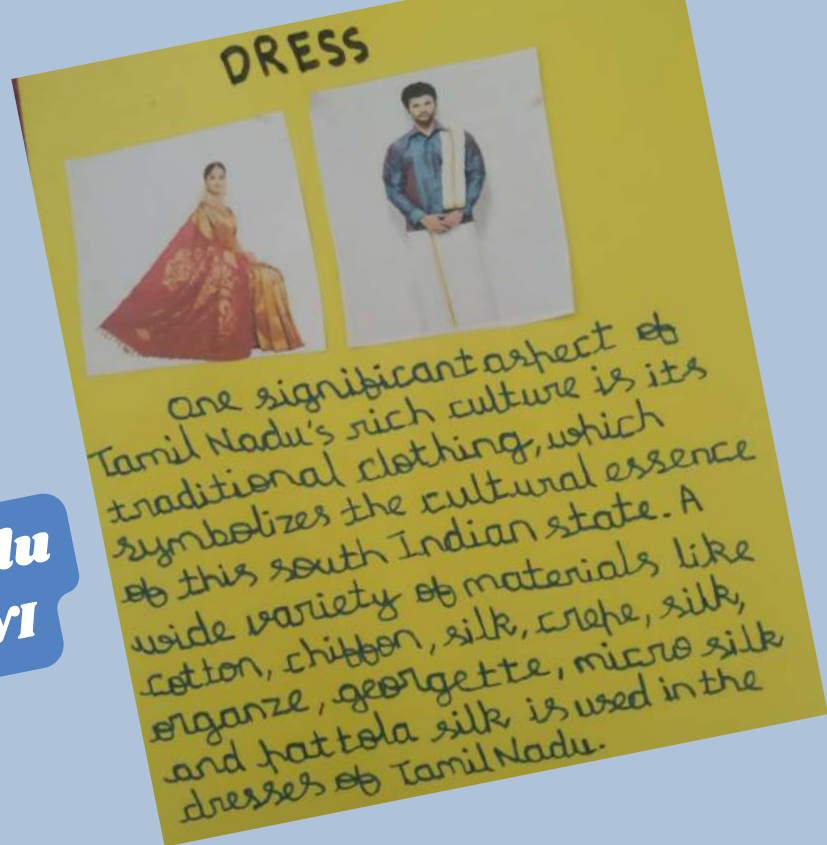 DRESS
One significant aspect of
Tamil Nadu's rich culture is its
traditional clothing, which
symbolizes the cultural essence
of this south Indian state. A
wide variety of materials like
cotton, chiffon, silk, crepe, silk,
organze, georgette, micro silk
and pattola silk is used in the
dresses of Tamil Nadu.
lu
YI